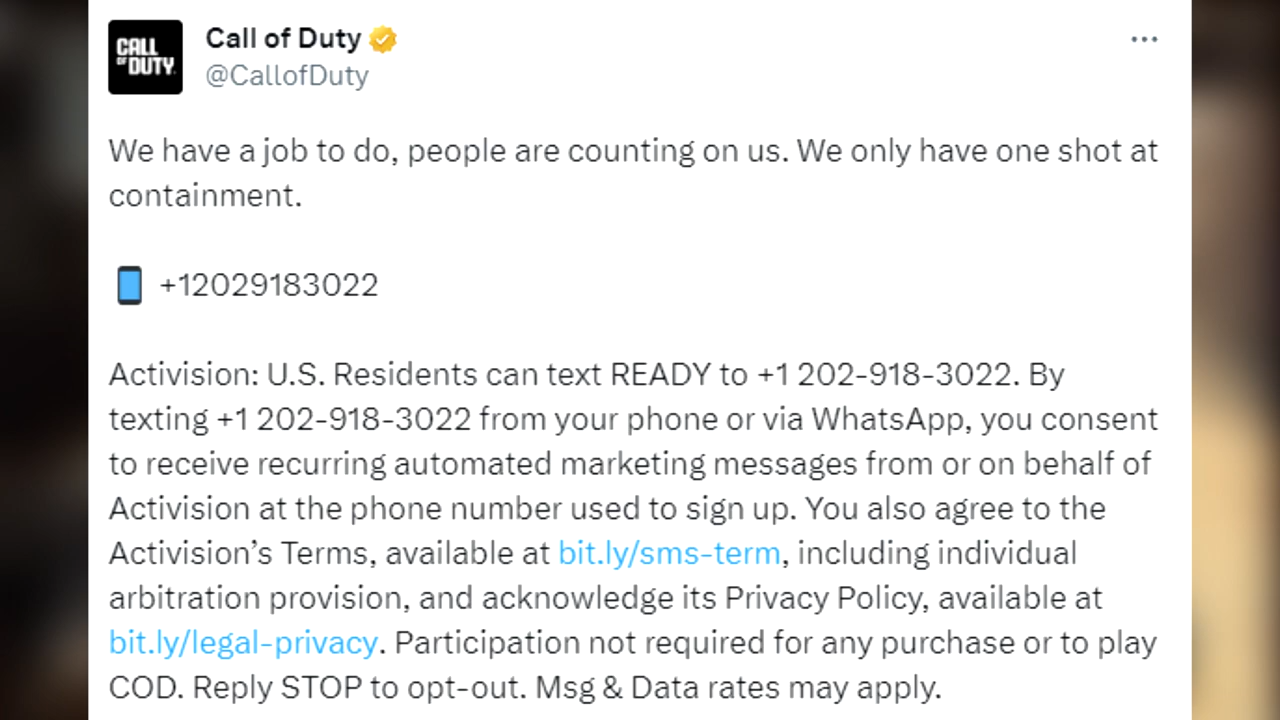 CALL
OF DUTY
Call of Duty
@CallofDuty
We have a job to do, people are counting on us. We only have one shot at
containment.
+12029183022
Activision: U.S. Residents can text READY to +1 202-918-3022. By
texting +1 202-918-3022 from your phone or via WhatsApp, you consent
to receive recurring automated marketing messages from or on behalf of
Activision at the phone number used to sign up. You also agree to the
Activision’s Terms, available at bit.ly/sms-term, including individual
arbitration provision, and acknowledge its Privacy Policy, available at
bit.ly/legal-privacy. Participation not required for any purchase or to play
COD. Reply STOP to opt-out. Msg & Data rates may apply.